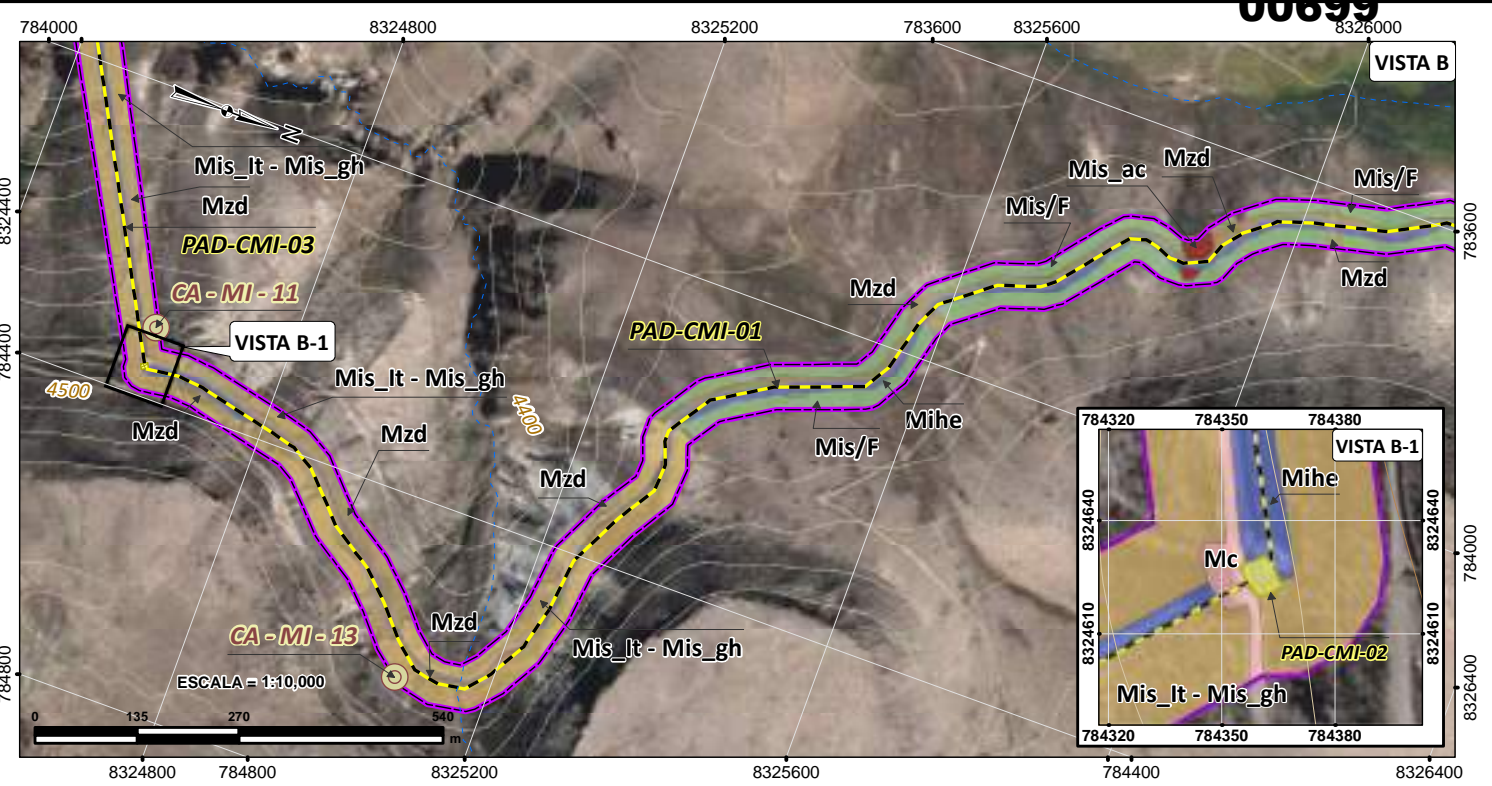 00699
784000
8324800
8325200
783600
8325600
8326000
VISTA B
N
Mis_lt - Mis_gh
Mzd
PAD-CMI-03
CA - MI - 11
VISTA B-1
4500
Mzd
Mis_lt - Mis_gh
Mzd
4400
Mzd
PAD-CMI-01
Mzd
Mis/F
Mis_ac
Mzd
Mis/F
Mzd
Mihe
Mis/F
CA - MI - 13
Mzd
Mis_lt - Mis_gh
ESCALA = 1:10,000
0 135 270 540
m
8324400
784400
784800
783600
784000
8326400
8324800
784800
8325200
8325600
784400
8326400
784320
784350
784380
VISTA B-1
Mihe
8324640
8324640
Mc
8324610
8324610
PAD-CMI-02
Mis_lt - Mis_gh
784320
784350
784380